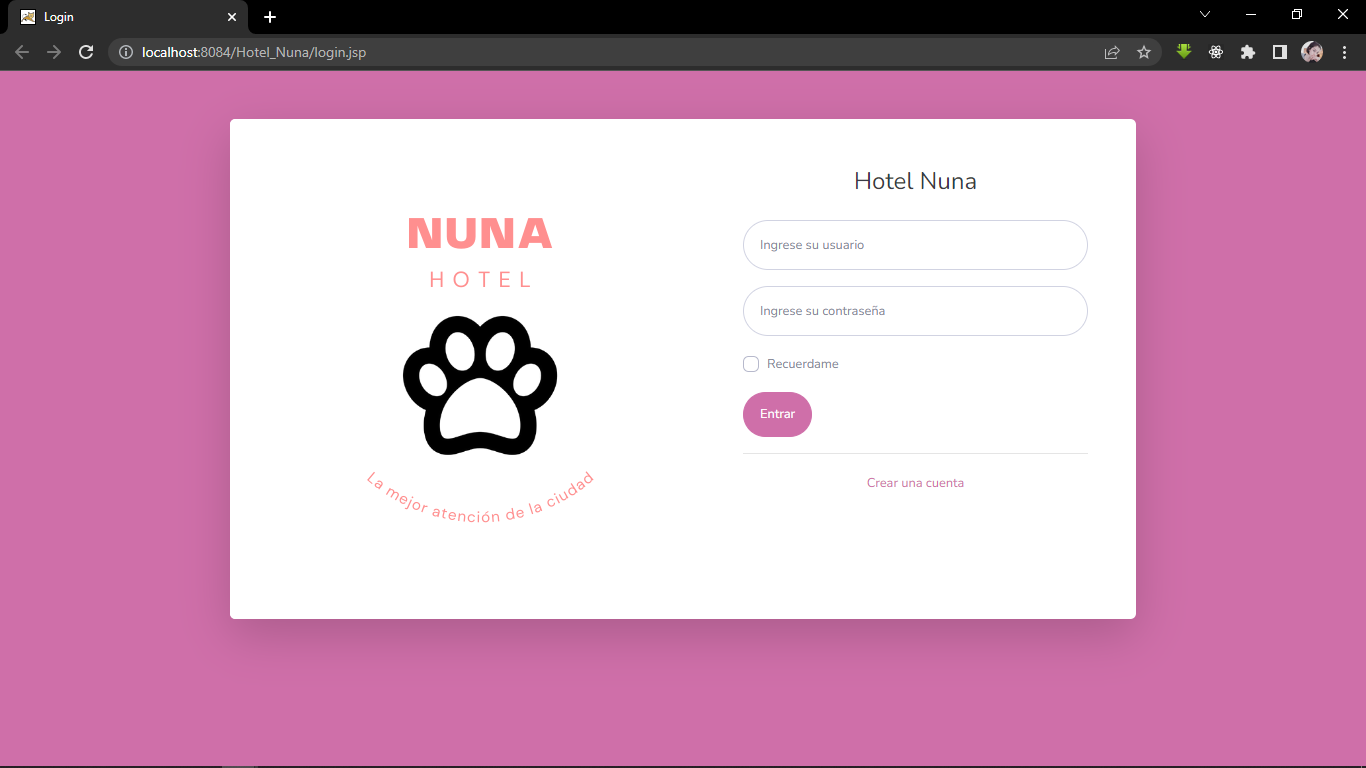 Login
localhost:8084/Hotel_Nuna/login.jsp
NUNA
HOTEL
La mejor atención de la ciudad
Hotel Nuna
Ingrese su usuario
Ingrese su contraseña
Recuerdame
Entrar
Crear una cuenta